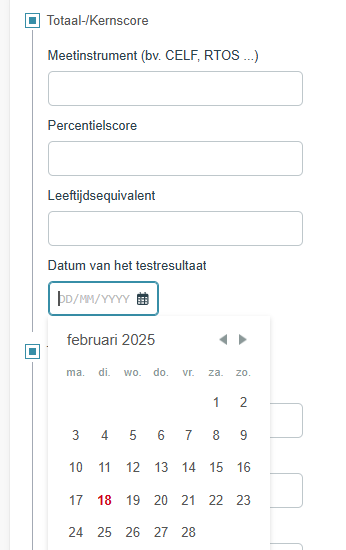 Totaal-/Kernscore
Meetinstrument (bv. CELF, RTOS ...)
Percentielscore
Leeftijdsequivalent
Datum van het testresultaat
DD/MM/YYYY
februari 2025
ma. di. wo. do. vr. za. zo.
1 2
3 4 5 6 7 8 9
10 11 12 13 14 15 16
17 18 19 20 21 22 23
24 25 26 27 28